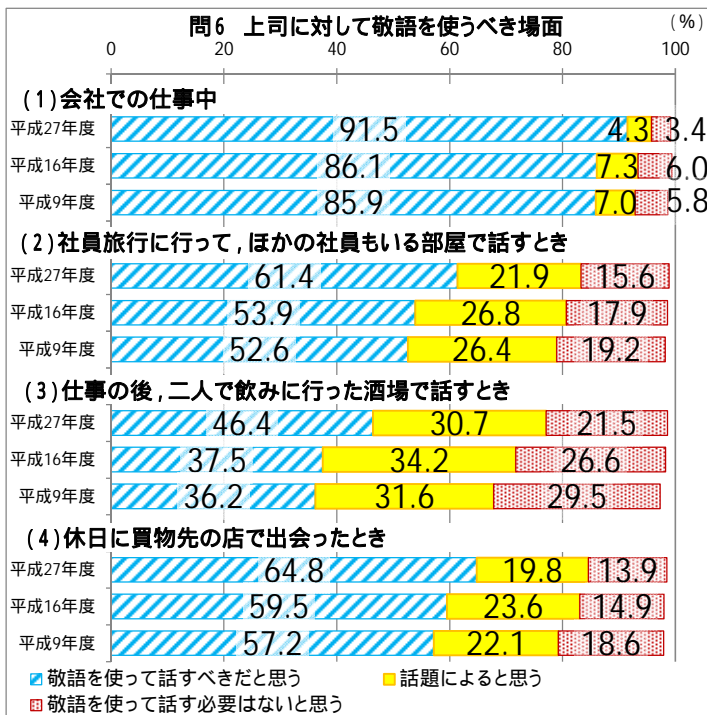 問6 上司に対して敬語を使うべき場面
(%)
0 20 40 60 80 100
(1)会社での仕事中
平成27年度 91.5 4.3 3.4
平成16年度 86.1 7.3 6.0
平成9年度 85.9 7.0 5.8
(2)社員旅行に行って,ほかの社員もいる部屋で話すとき
平成27年度 61.4 21.9 15.6
平成16年度 53.9 26.8 17.9
平成9年度 52.6 26.4 19.2
(3)仕事の後,二人で飲みに行った酒場で話すとき
平成27年度 46.4 30.7 21.5
平成16年度 37.5 34.2 26.6
平成9年度 36.2 31.6 29.5
(4)休日に買物先の店で出会ったとき
平成27年度 64.8 19.8 13.9
平成16年度 59.5 23.6 14.9
平成9年度 57.2 22.1 18.6
敬語を使って話すべきだと思う 話題によると思う
敬語を使って話す必要はないと思う